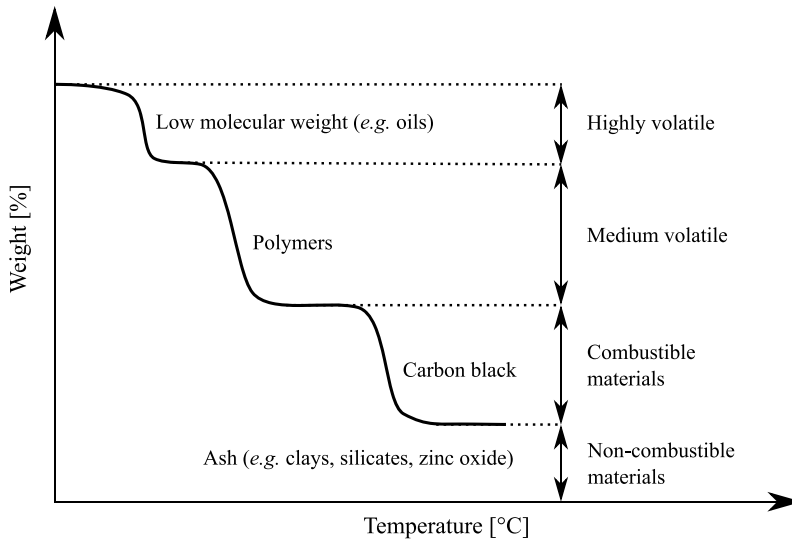 Low molecular weight (e.g. oils)
Highly volatile
Weight [%]
Polymers
Medium volatile
Carbon black
Combustible
materials
Ash (e.g. clays, silicates, zinc oxide)
Non-combustible
materials
Temperature [°C]